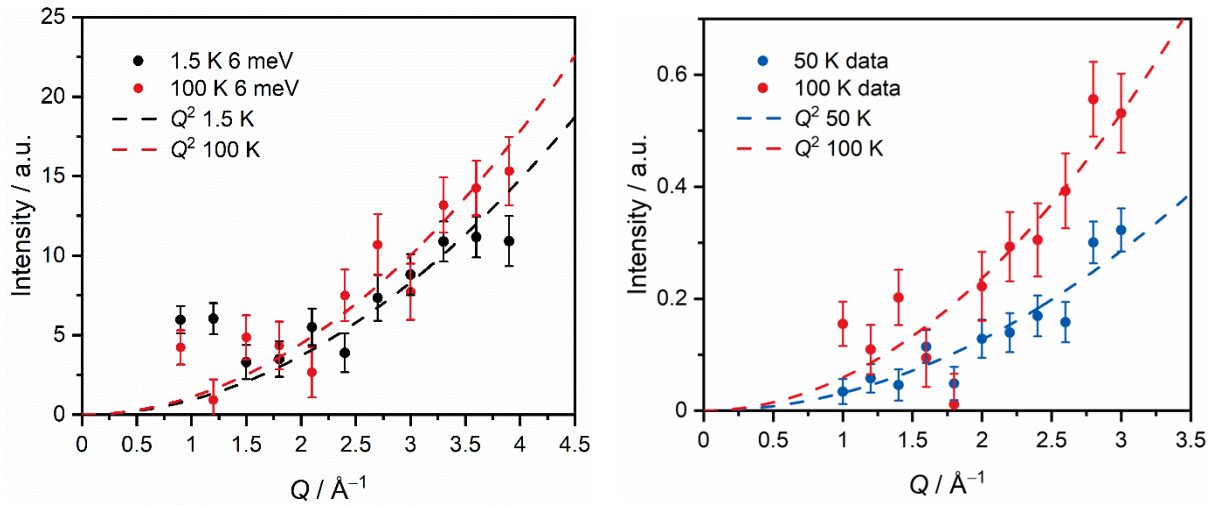 25
20
15
10
5
0
Intensity / a.u.
1.5 K 6 meV
100 K 6 meV
Q² 1.5 K
Q² 100 K
0 0.5 1 1.5 2 2.5 3 3.5 4 4.5
Q / Å⁻¹
0.6
0.4
0.2
0
Intensity / a.u.
50 K data
100 K data
Q² 50 K
Q² 100 K
0 0.5 1 1.5 2 2.5 3 3.5
Q / Å⁻¹